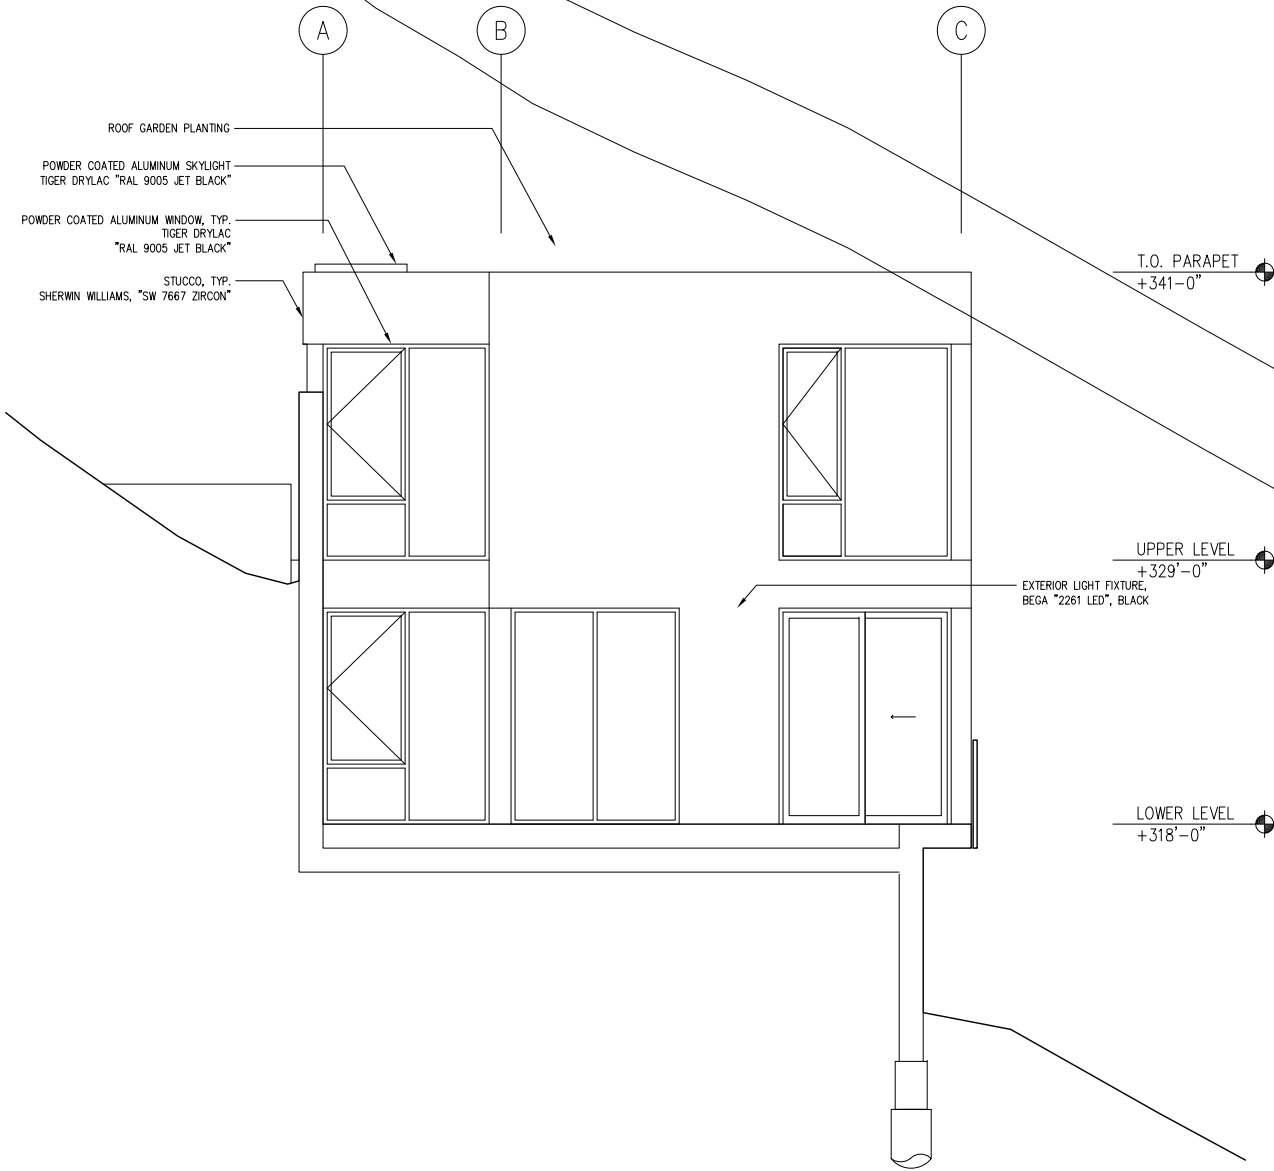 A
B
C
ROOF GARDEN PLANTING
POWDER COATED ALUMINUM SKYLIGHT
TIGER DRYLAC "RAL 9005 JET BLACK"
POWDER COATED ALUMINUM WINDOW, TYP.
TIGER DRYLAC
"RAL 9005 JET BLACK"
STUCCO, TYP.
SHERWIN WILLIAMS, "SW 7667 ZIRCON"
T.O. PARAPET
+341-0"
UPPER LEVEL
+329'-0"
EXTERIOR LIGHT FIXTURE,
BEGA "2261 LED", BLACK
LOWER LEVEL
+318'-0"